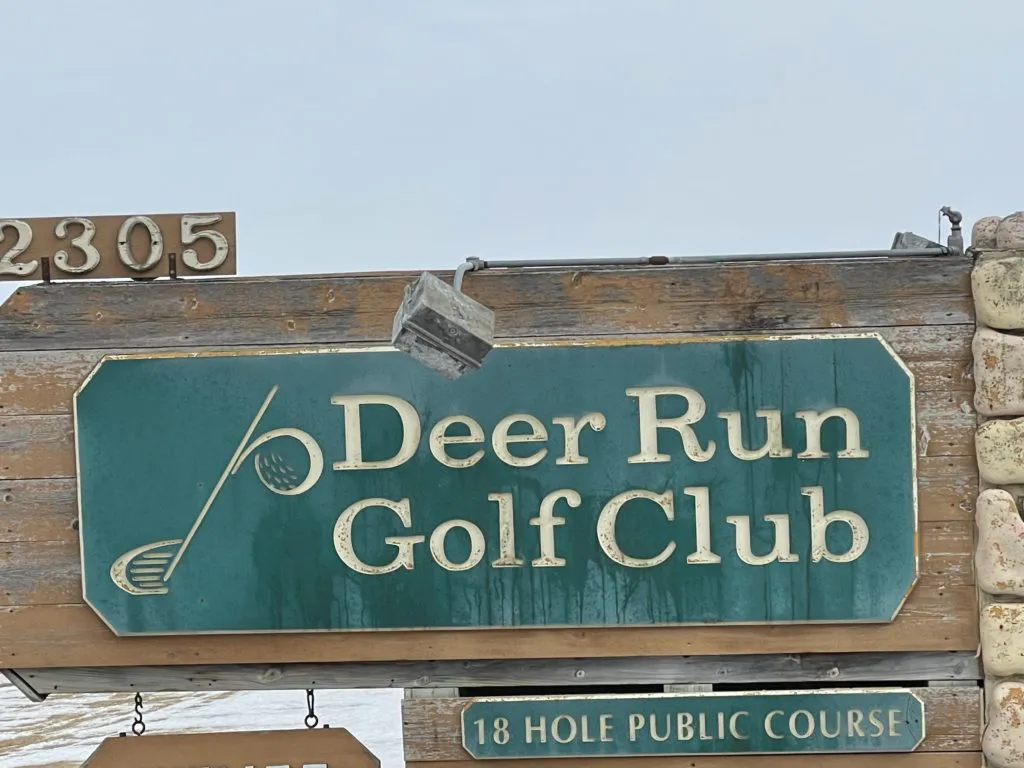 2305
Deer Run
Golf Club
18 HOLE PUBLIC COURSE